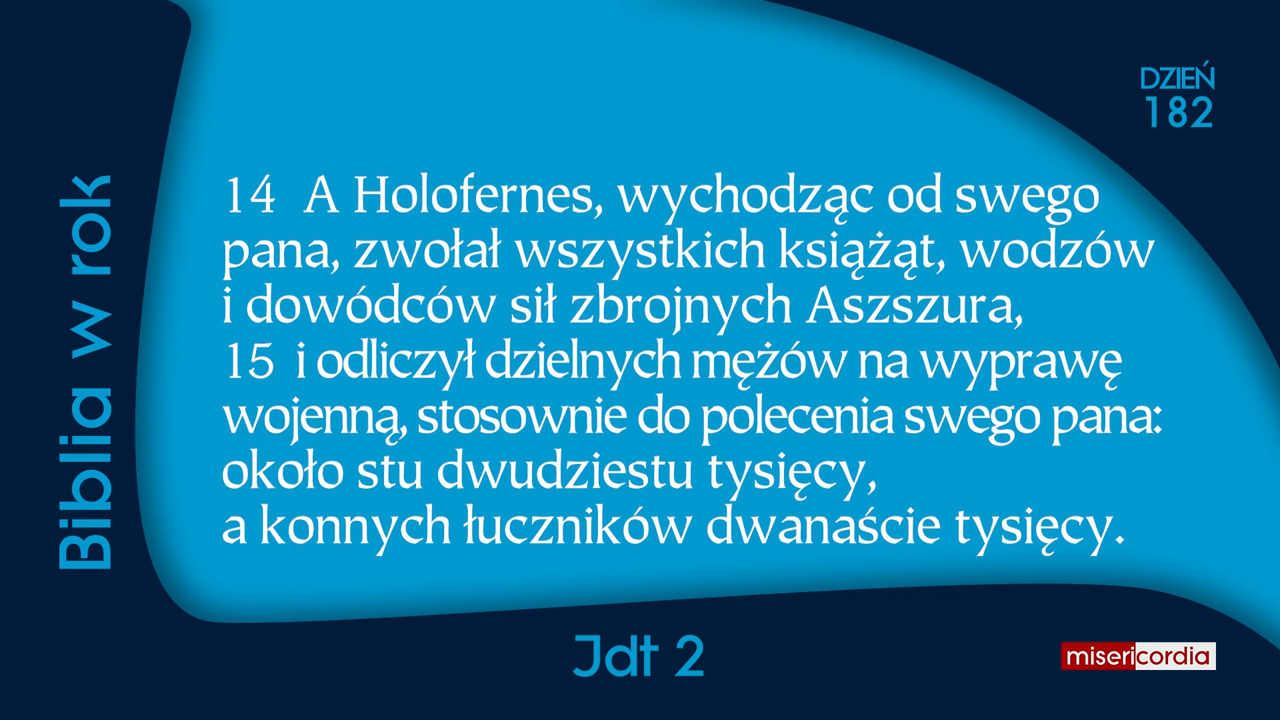 DZIEŃ
182
Biblia w rok
14 A Holofernes, wychodząc od swego
pana, zwołał wszystkich książąt, wodzów
i dowódców sił zbrojnych Aszszura,
15 i odliczył dzielnych mężów na wyprawę
wojenną, stosownie do polecenia swego pana:
około stu dwudziestu tysięcy,
a konnych łuczników dwanaście tysięcy.
Jdt 2
misericordia